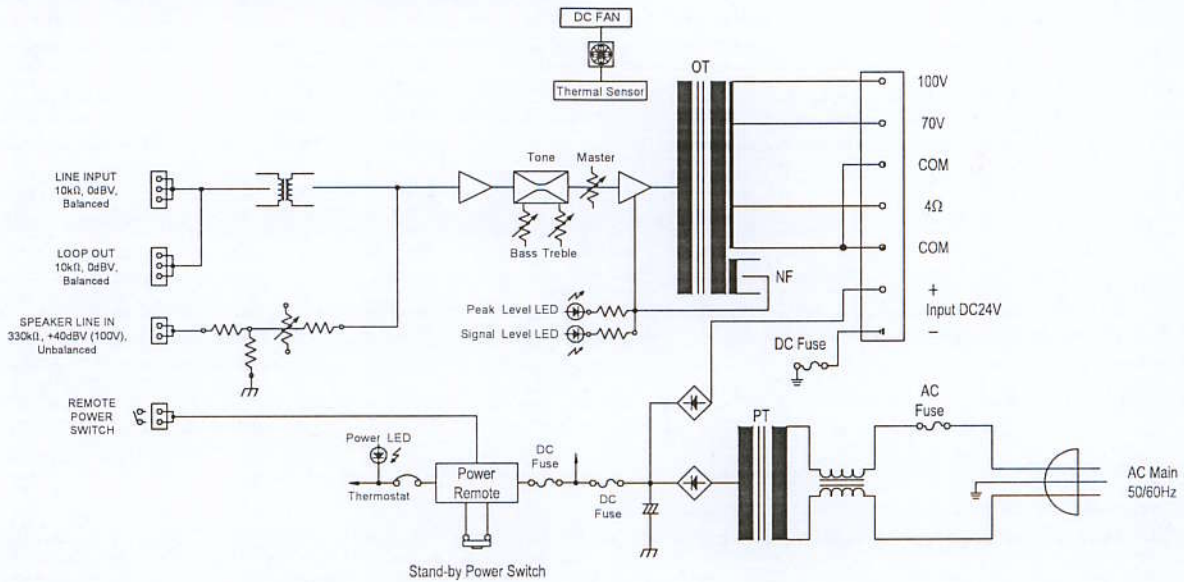 DC FAN
Thermal Sensor
OT
100V
70V
COM
4Ω
COM
+
Input DC24V
−
LINE INPUT
10kΩ, 0dBV,
Balanced
LOOP OUT
10kΩ, 0dBV,
Balanced
SPEAKER LINE IN
330kΩ, +40dBV (100V),
Unbalanced
REMOTE
POWER
SWITCH
Tone
Master
Bass Treble
NF
Peak Level LED
Signal Level LED
DC Fuse
Power LED
Thermostat
Power
Remote
DC
Fuse
DC
Fuse
Stand-by Power Switch
PT
AC
Fuse
AC Main
50/60Hz